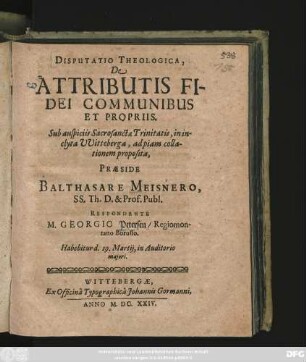 DISPUTATIO THEOLOGICA,
De
ATTRIBUTIS FI-
DEI COMMUNIBUS
ET PROPRIIS.
Sub auspiciis Sacrosanctæ Trinitatis, in in-
clyta VVitteberga, ad piam colla-
tionem proposita,
PRÆSIDE
BALTHASARE MEISNERO,
SS. Th. D. & Prof. Publ.
RESPONDENTE
M. GEORGIO Petersen / Regiomon-
tano Borusso.
Habebitur d. 19. Martij, in Auditorio
majori.
WITTEBERGÆ,
Ex Officinâ Typographicâ Johannis Gormanni,
ANNO M. DC. XXIV.